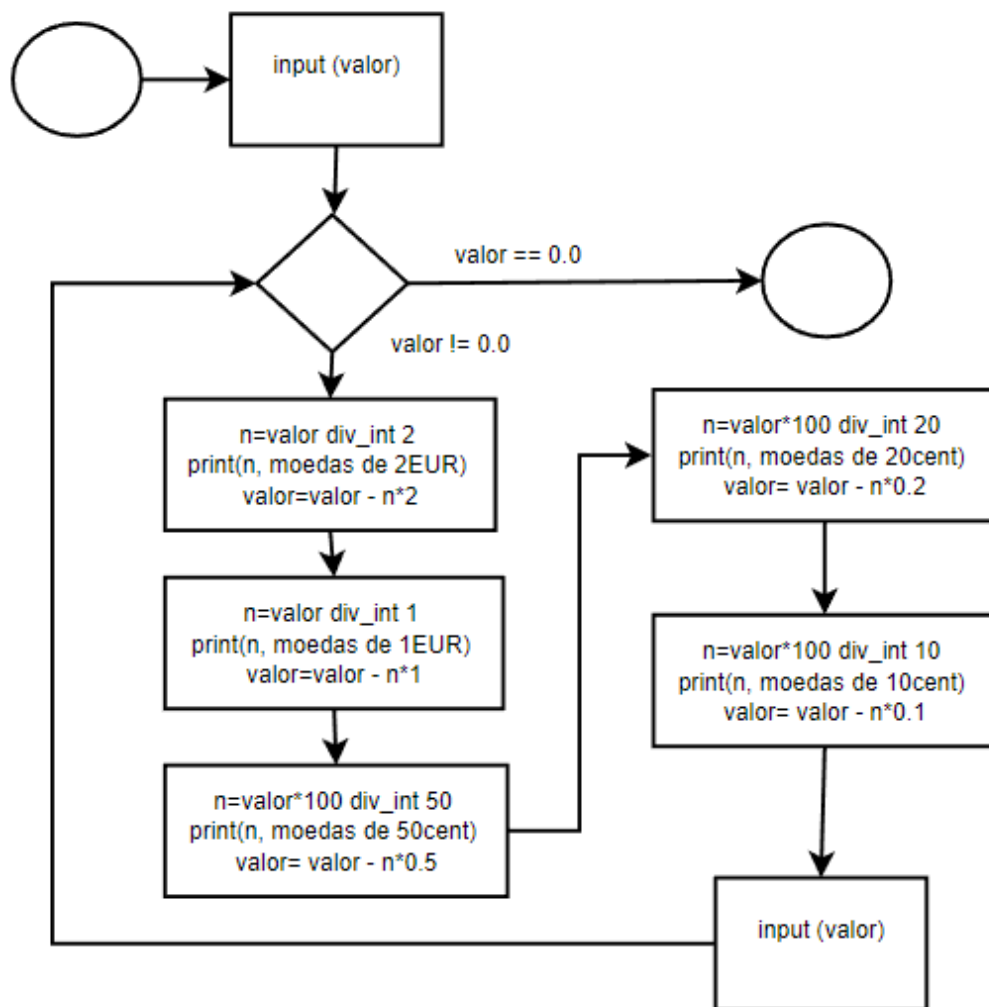 input (valor)
valor == 0.0
valor != 0.0
n=valor div_int 2
print(n, moedas de 2EUR)
valor=valor - n*2
n=valor div_int 1
print(n, moedas de 1EUR)
valor=valor - n*1
n=valor*100 div_int 50
print(n, moedas de 50cent)
valor= valor - n*0.5
n=valor*100 div_int 20
print(n, moedas de 20cent)
valor= valor - n*0.2
n=valor*100 div_int 10
print(n, moedas de 10cent)
valor= valor - n*0.1
input (valor)